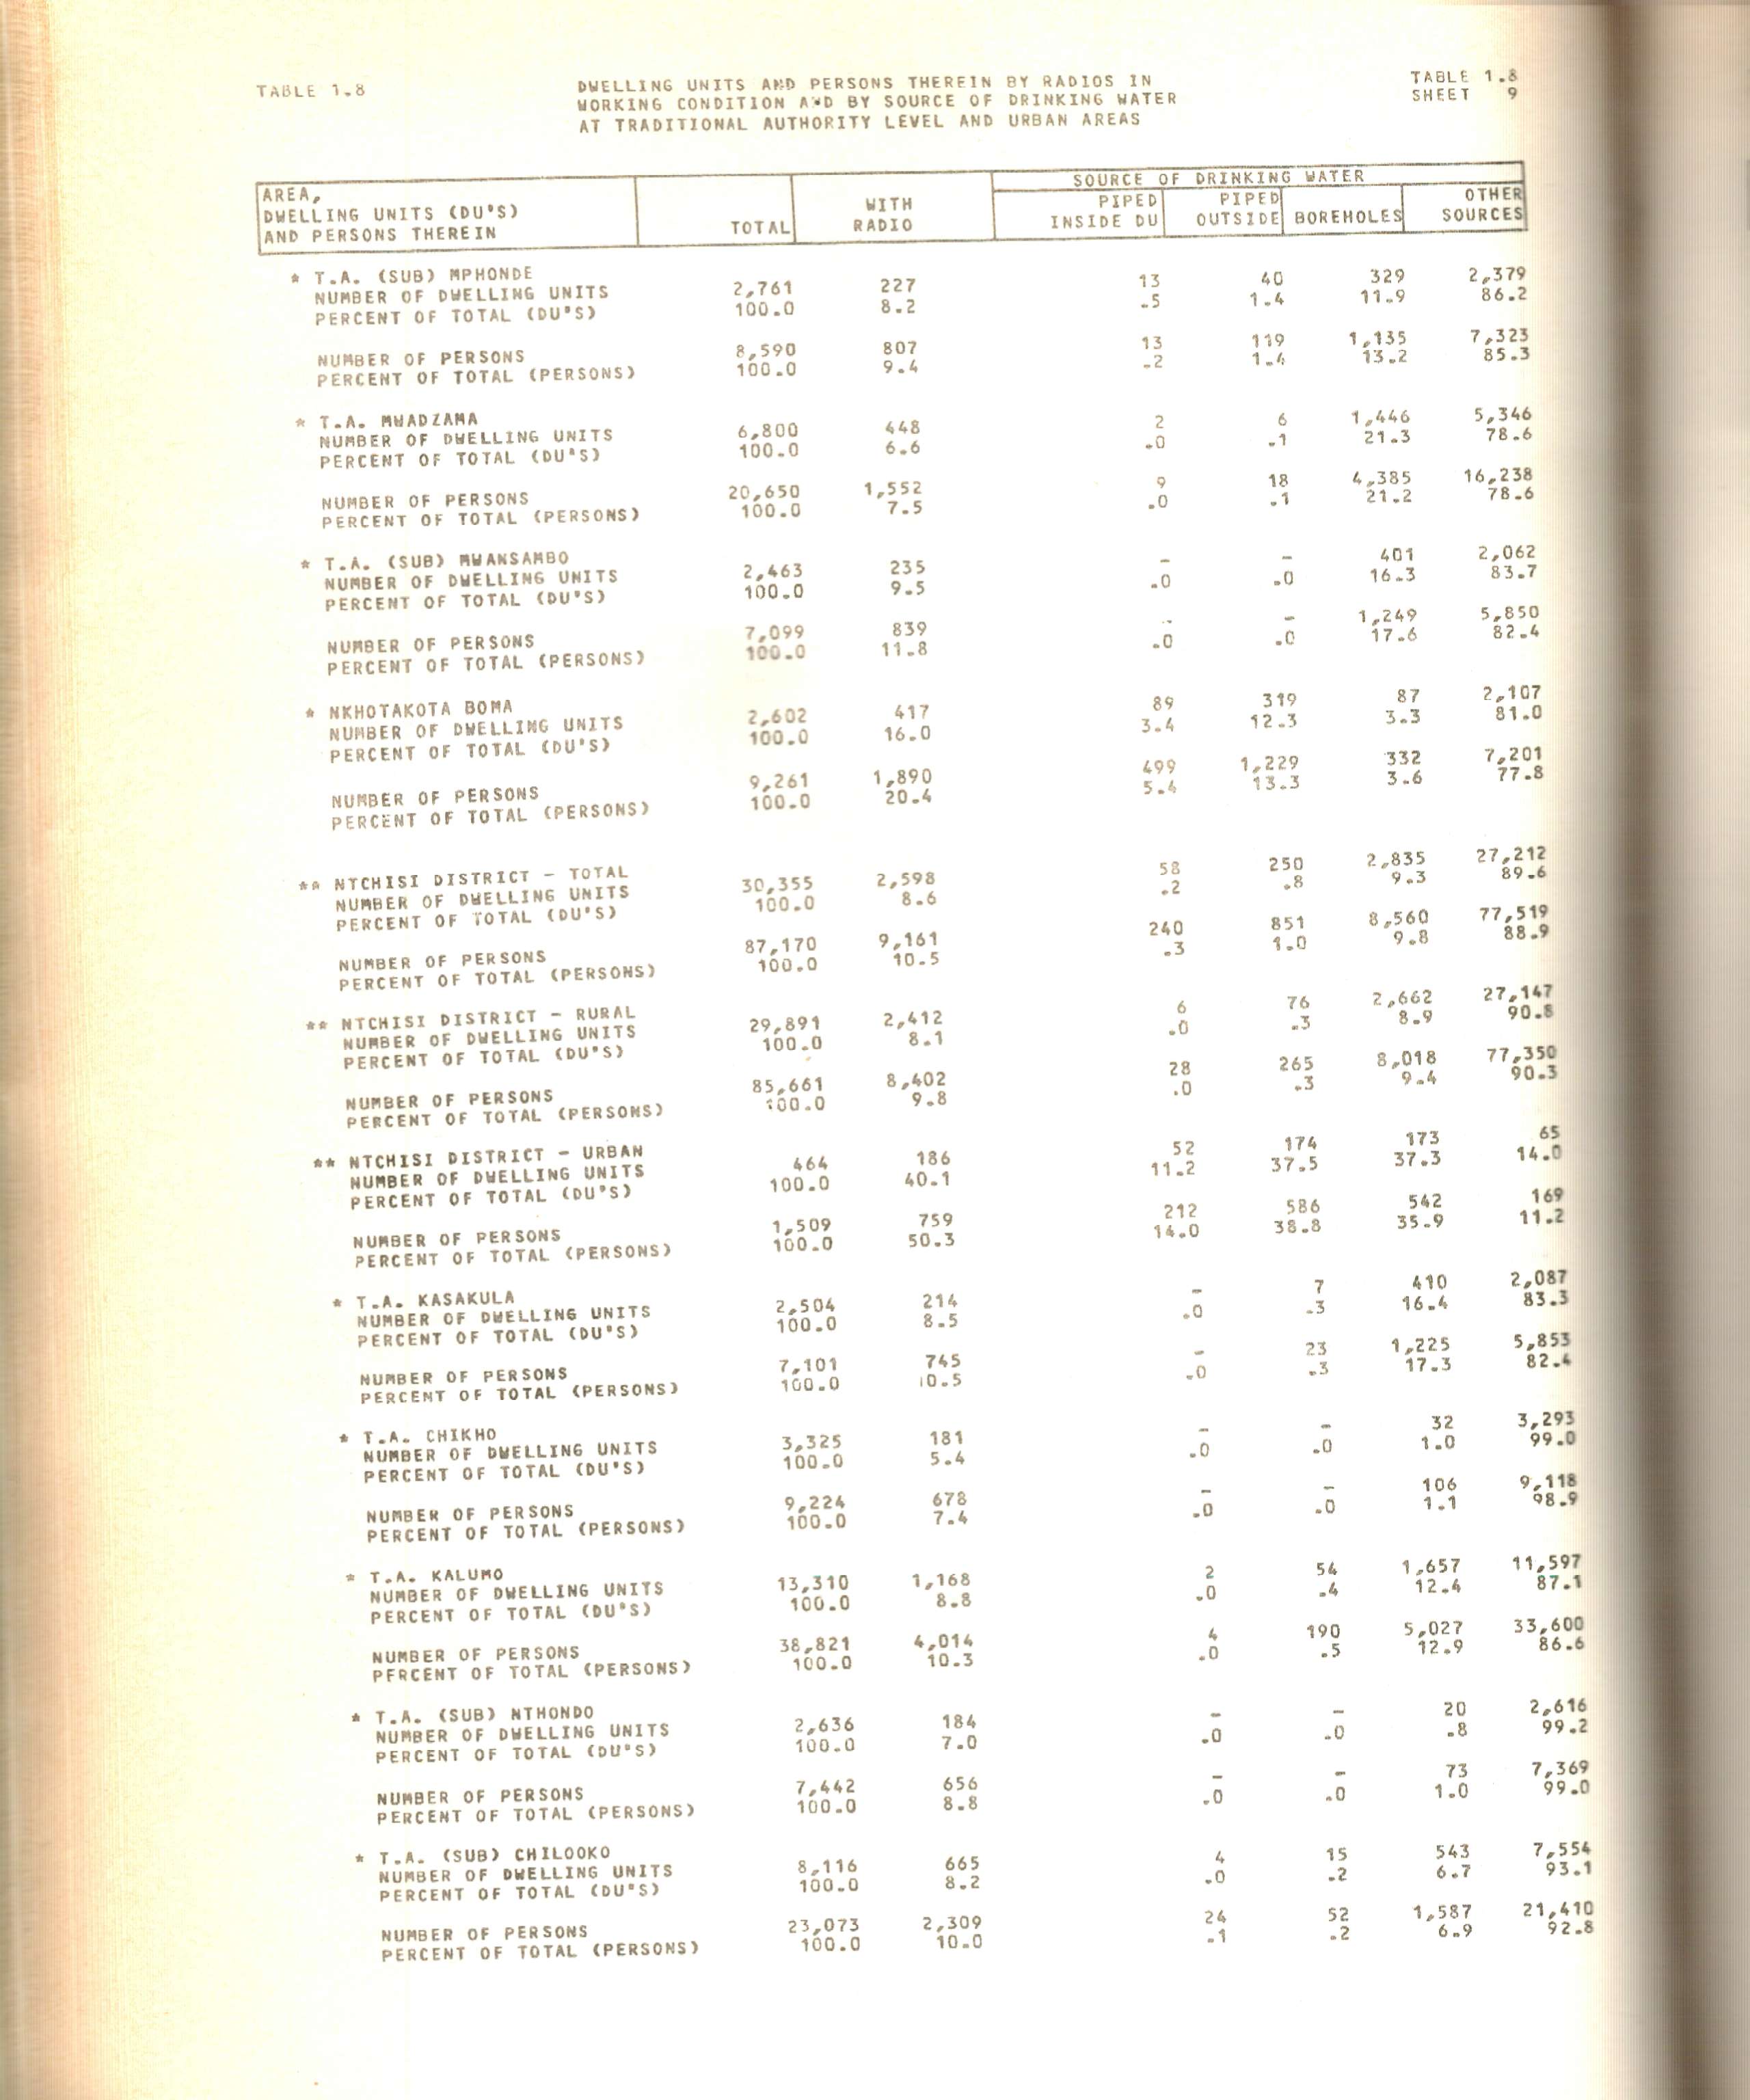 TABLE 1.8 DWELLING UNITS AND PERSONS THEREIN BY RADIOS IN TABLE 1.8
WORKING CONDITION AND BY SOURCE OF DRINKING WATER SHEET 9
AT TRADITIONAL AUTHORITY LEVEL AND URBAN AREAS
SOURCE OF DRINKING WATER
AREA, WITH PIPED PIPED OTHER
DWELLING UNITS (DU'S) TOTAL RADIO INSIDE DU OUTSIDE BOREHOLES SOURCES
AND PERSONS THEREIN
* T.A. (SUB) MPHONDE
NUMBER OF DWELLING UNITS 2,761 227 13 40 329 2,379
PERCENT OF TOTAL (DU'S) 100.0 8.2 .5 1.4 11.9 86.2
NUMBER OF PERSONS 8,590 807 13 119 1,135 7,323
PERCENT OF TOTAL (PERSONS) 100.0 9.4 .2 1.4 13.2 85.3
* T.A. MWADZAMA
NUMBER OF DWELLING UNITS 6,800 448 2 6 1,446 5,346
PERCENT OF TOTAL (DU'S) 100.0 6.6 .0 .1 21.3 78.6
NUMBER OF PERSONS 20,650 1,552 9 18 4,385 16,238
PERCENT OF TOTAL (PERSONS) 100.0 7.5 .0 .1 21.2 78.6
* T.A. (SUB) MWANSAMBO
NUMBER OF DWELLING UNITS 2,463 235 - - 401 2,062
PERCENT OF TOTAL (DU'S) 100.0 9.5 .0 .0 16.3 83.7
NUMBER OF PERSONS 7,099 839 - - 1,249 5,850
PERCENT OF TOTAL (PERSONS) 100.0 11.8 .0 .0 17.6 82.4
* NKHOTAKOTA BOMA
NUMBER OF DWELLING UNITS 2,602 417 89 319 87 2,107
PERCENT OF TOTAL (DU'S) 100.0 16.0 3.4 12.3 3.3 81.0
NUMBER OF PERSONS 9,261 1,890 499 1,229 332 7,201
PERCENT OF TOTAL (PERSONS) 100.0 20.4 5.4 13.3 3.6 77.8
** NTCHISI DISTRICT - TOTAL
NUMBER OF DWELLING UNITS 30,355 2,598 58 250 2,835 27,212
PERCENT OF TOTAL (DU'S) 100.0 8.6 .2 .8 9.3 89.6
NUMBER OF PERSONS 87,170 9,161 240 851 8,560 77,519
PERCENT OF TOTAL (PERSONS) 100.0 10.5 .3 1.0 9.8 88.9
** NTCHISI DISTRICT - RURAL
NUMBER OF DWELLING UNITS 29,891 2,412 6 76 2,662 27,147
PERCENT OF TOTAL (DU'S) 100.0 8.1 .0 .3 8.9 90.8
NUMBER OF PERSONS 85,661 8,402 28 265 8,018 77,350
PERCENT OF TOTAL (PERSONS) 100.0 9.8 .0 .3 9.4 90.3
** NTCHISI DISTRICT - URBAN
NUMBER OF DWELLING UNITS 464 186 52 174 173 65
PERCENT OF TOTAL (DU'S) 100.0 40.1 11.2 37.5 37.3 14.0
NUMBER OF PERSONS 1,509 759 212 586 542 169
PERCENT OF TOTAL (PERSONS) 100.0 50.3 14.0 38.8 35.9 11.2
* T.A. KASAKULA
NUMBER OF DWELLING UNITS 2,504 214 - 7 410 2,087
PERCENT OF TOTAL (DU'S) 100.0 8.5 .0 .3 16.4 83.3
NUMBER OF PERSONS 7,101 745 - 23 1,225 5,853
PERCENT OF TOTAL (PERSONS) 100.0 10.5 .0 .3 17.3 82.4
* T.A. CHIKHO
NUMBER OF DWELLING UNITS 3,325 181 - - 32 3,293
PERCENT OF TOTAL (DU'S) 100.0 5.4 .0 .0 1.0 99.0
NUMBER OF PERSONS 9,224 678 - - 106 9,118
PERCENT OF TOTAL (PERSONS) 100.0 7.4 .0 .0 1.1 98.9
* T.A. KALUMO
NUMBER OF DWELLING UNITS 13,310 1,168 2 54 1,657 11,597
PERCENT OF TOTAL (DU'S) 100.0 8.8 .0 .4 12.4 87.1
NUMBER OF PERSONS 38,821 4,014 4 190 5,027 33,600
PERCENT OF TOTAL (PERSONS) 100.0 10.3 .0 .5 12.9 86.6
* T.A. (SUB) NTHONDO
NUMBER OF DWELLING UNITS 2,636 184 - - 20 2,616
PERCENT OF TOTAL (DU'S) 100.0 7.0 .0 .0 .8 99.2
NUMBER OF PERSONS 7,442 656 - - 73 7,369
PERCENT OF TOTAL (PERSONS) 100.0 8.8 .0 .0 1.0 99.0
* T.A. (SUB) CHILOOKO
NUMBER OF DWELLING UNITS 8,116 665 4 15 543 7,554
PERCENT OF TOTAL (DU'S) 100.0 8.2 .0 .2 6.7 93.1
NUMBER OF PERSONS 23,073 2,309 24 52 1,587 21,410
PERCENT OF TOTAL (PERSONS) 100.0 10.0 .1 .2 6.9 92.8